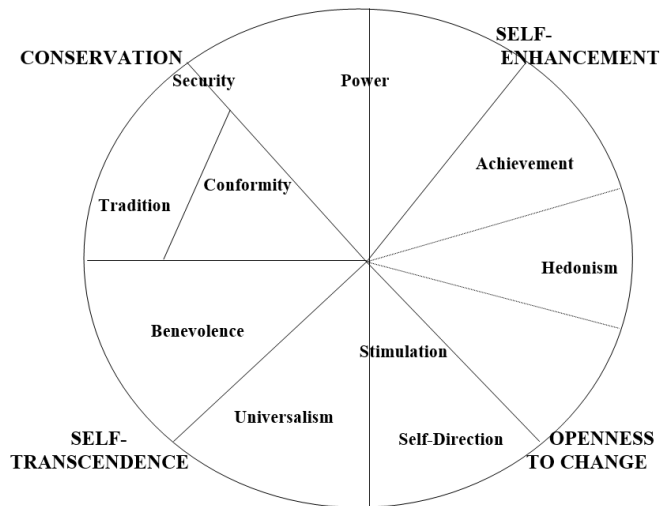 SELF-
ENHANCEMENT
CONSERVATION
Security
Power
Achievement
Conformity
Tradition
Hedonism
Benevolence
Stimulation
Universalism
Self-Direction
SELF-
TRANSCENDENCE
OPENNESS
TO CHANGE